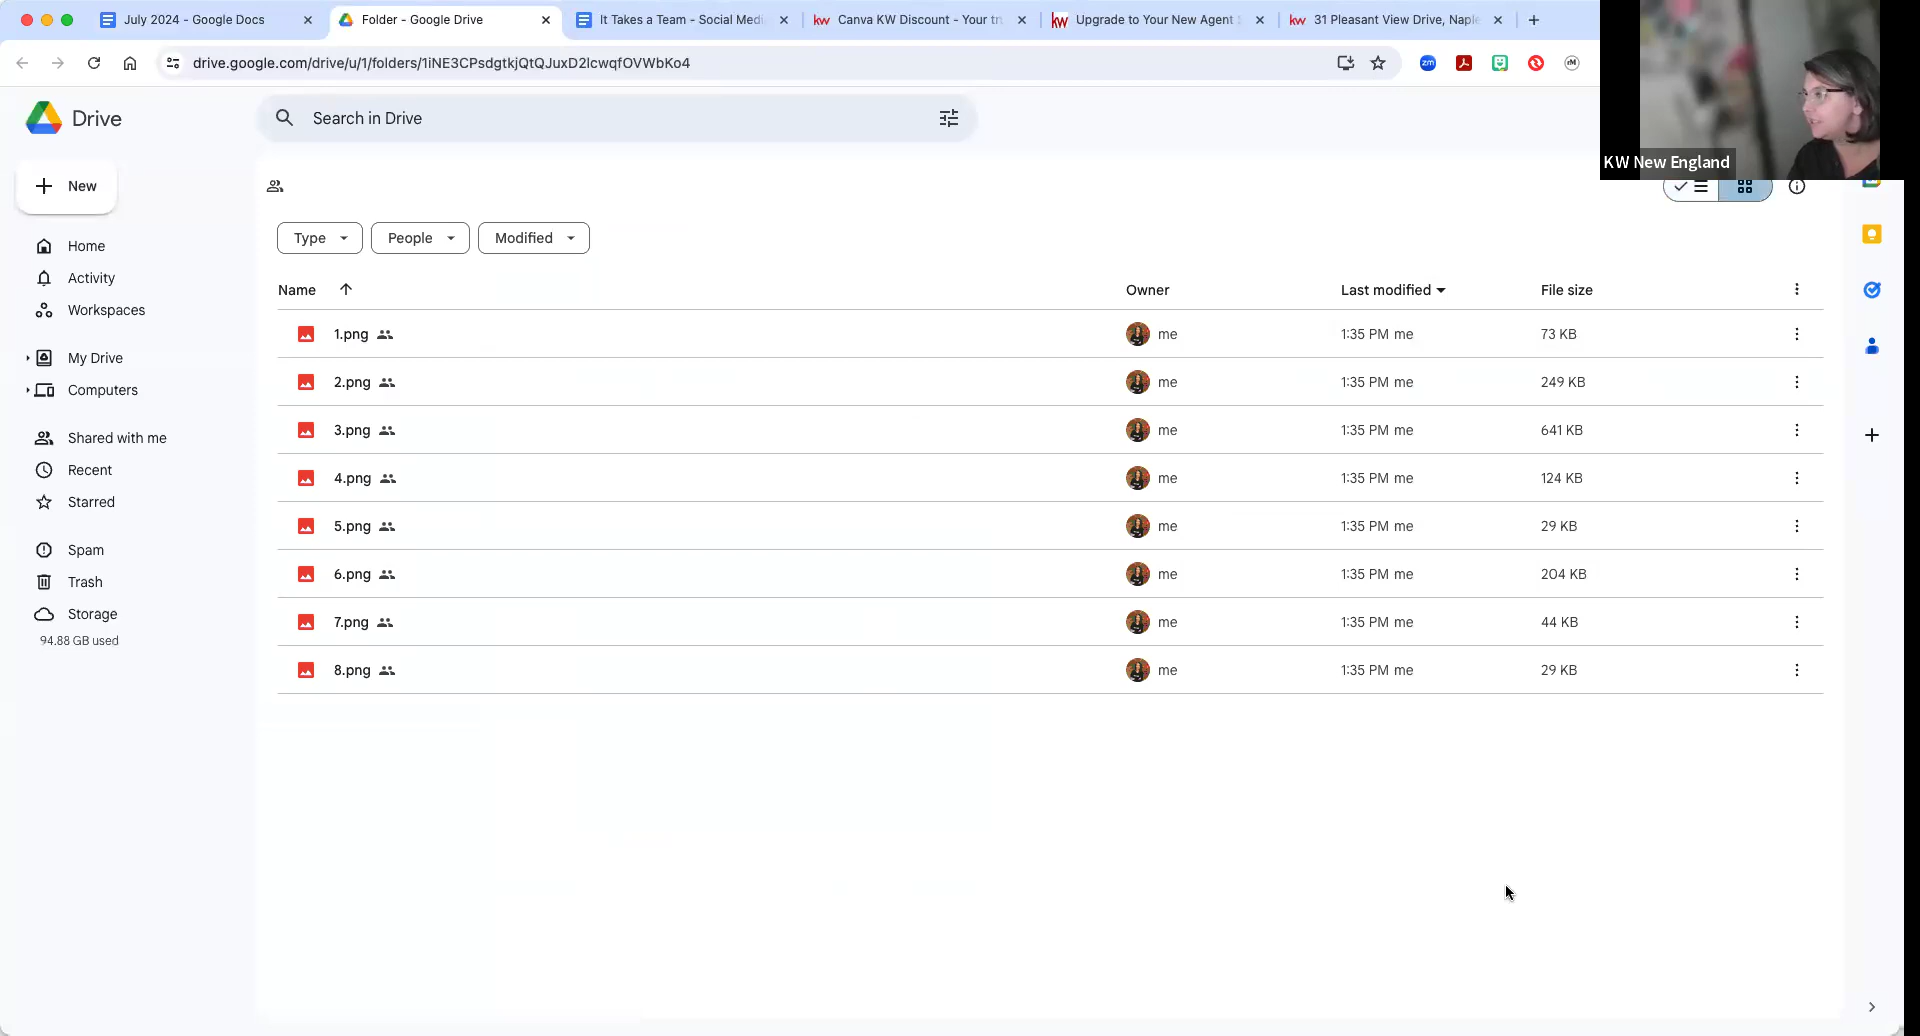 July 2024 - Google Docs
Folder - Google Drive
It Takes a Team - Social Medi
kw Canva KW Discount - Your tr
kw Upgrade to Your New Agent
kw 31 Pleasant View Drive, Naple
drive.google.com/drive/u/1/folders/1iNE3CPsdgtkjQtQJuxD2lcwqfOVWbKo4
zm
Drive
Search in Drive
KW New England
New
Type
People
Modified
Home
Activity
Workspaces
My Drive
Computers
Shared with me
Recent
Starred
Spam
Trash
Storage
94.88 GB used
Name Owner Last modified File size
1.png me 1:35 PM me 73 KB
2.png me 1:35 PM me 249 KB
3.png me 1:35 PM me 641 KB
4.png me 1:35 PM me 124 KB
5.png me 1:35 PM me 29 KB
6.png me 1:35 PM me 204 KB
7.png me 1:35 PM me 44 KB
8.png me 1:35 PM me 29 KB